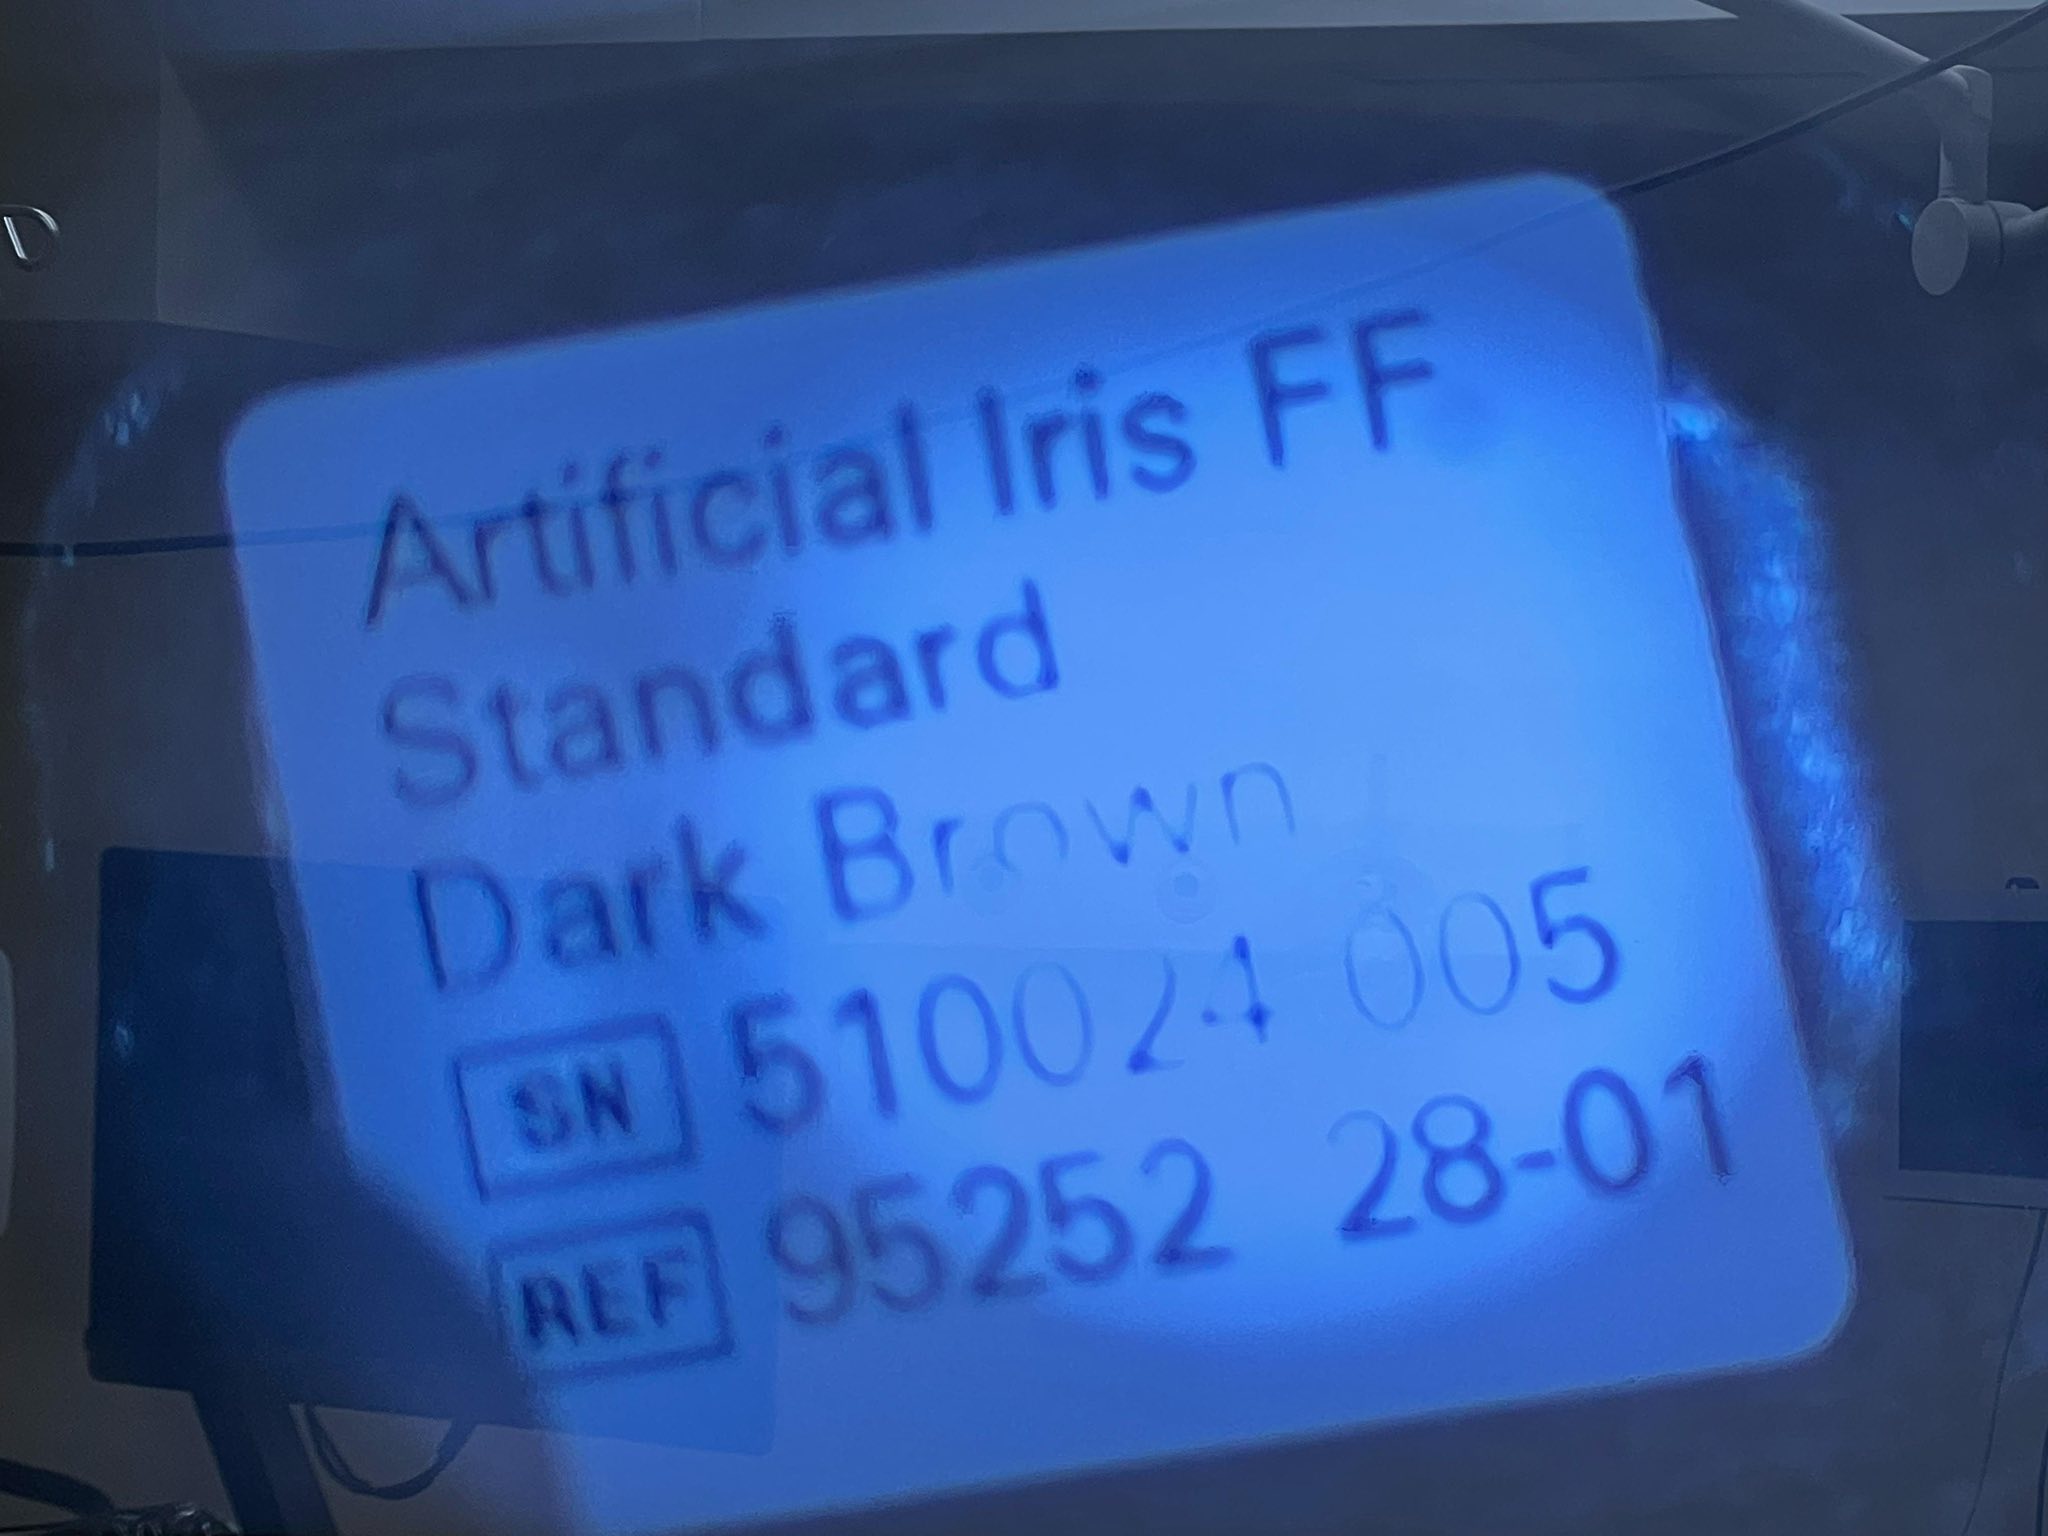 Artificial Iris FF
Standard
Dark Brown
SN 510024 005
REF 95252 28-01